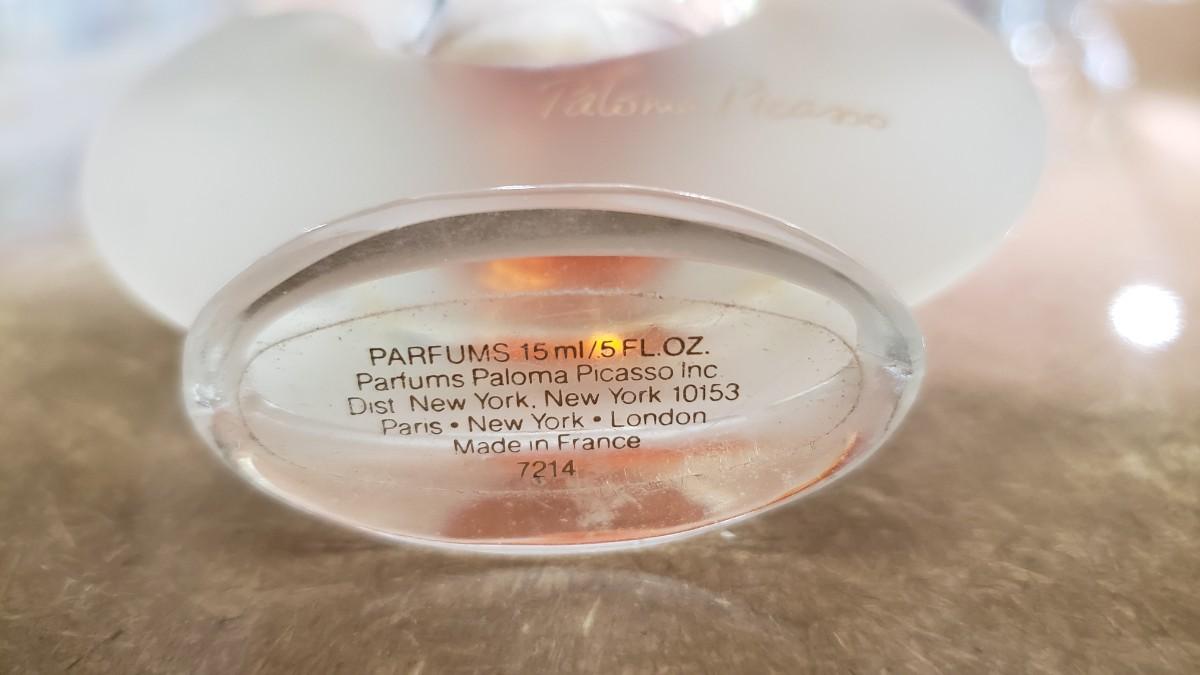 Paloma Picasso
PARFUMS 15 ml/.5 FL.OZ.
Parfums Paloma Picasso Inc
Dist New York, New York 10153
Paris • New York • London
Made in France
7214